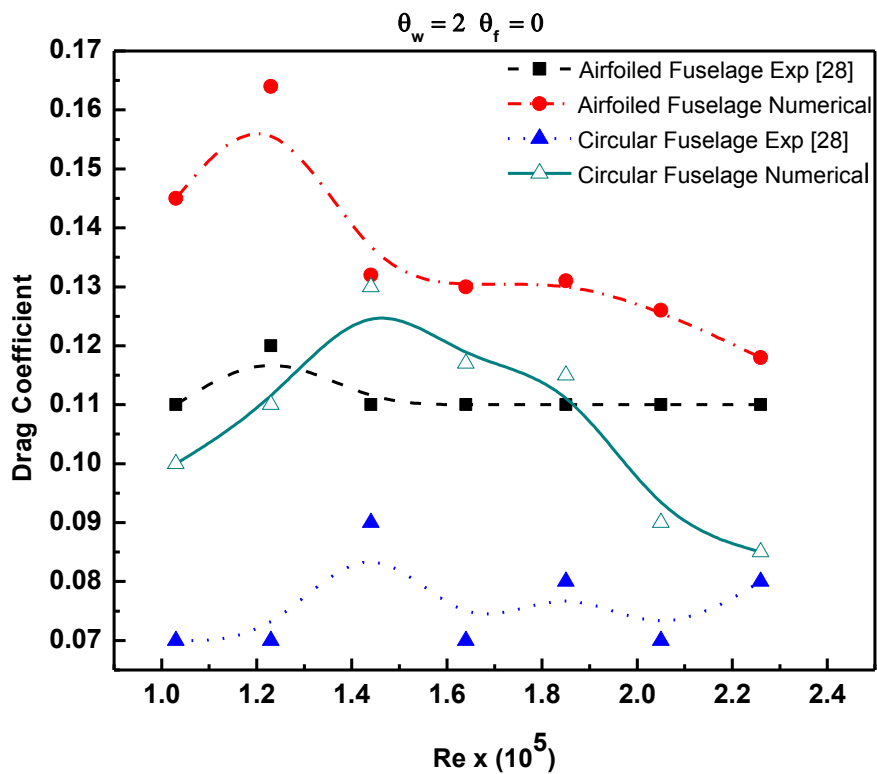 θw = 2 θf = 0
0.17
0.16
0.15
0.14
0.13
0.12
0.11
0.10
0.09
0.08
0.07
Drag Coefficient
Airfoiled Fuselage Exp [28]
Airfoiled Fuselage Numerical
Circular Fuselage Exp [28]
Circular Fuselage Numerical
1.0 1.2 1.4 1.6 1.8 2.0 2.2 2.4
Re x (10^5)